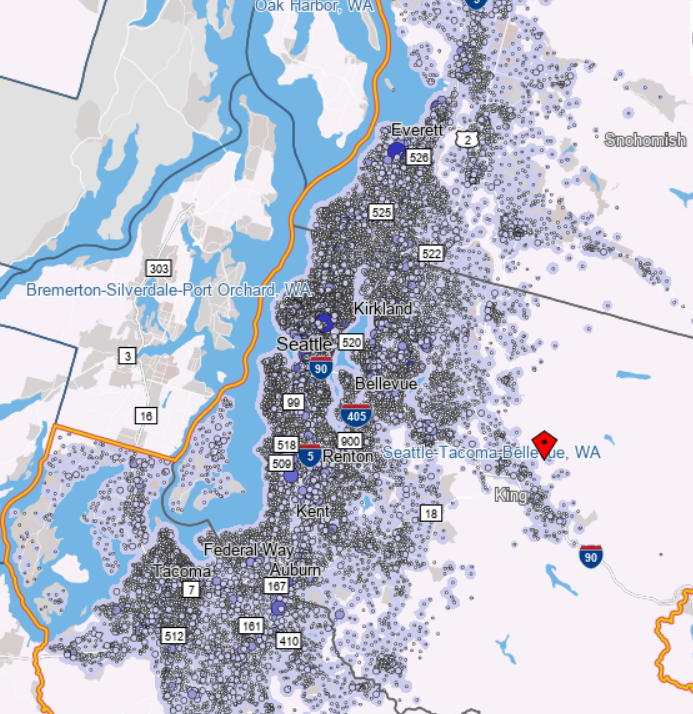 Oak Harbor, WA
5
Everett
2
526
Snohomish
525
522
303
Bremerton-Silverdale-Port Orchard, WA
Kirkland
Seattle
520
3
90
Bellevue
99
16
405
518
900
5
Renton
Seattle-Tacoma-Bellevue, WA
509
King
Kent
18
Federal Way
90
Tacoma
Auburn
7
167
161
512
410